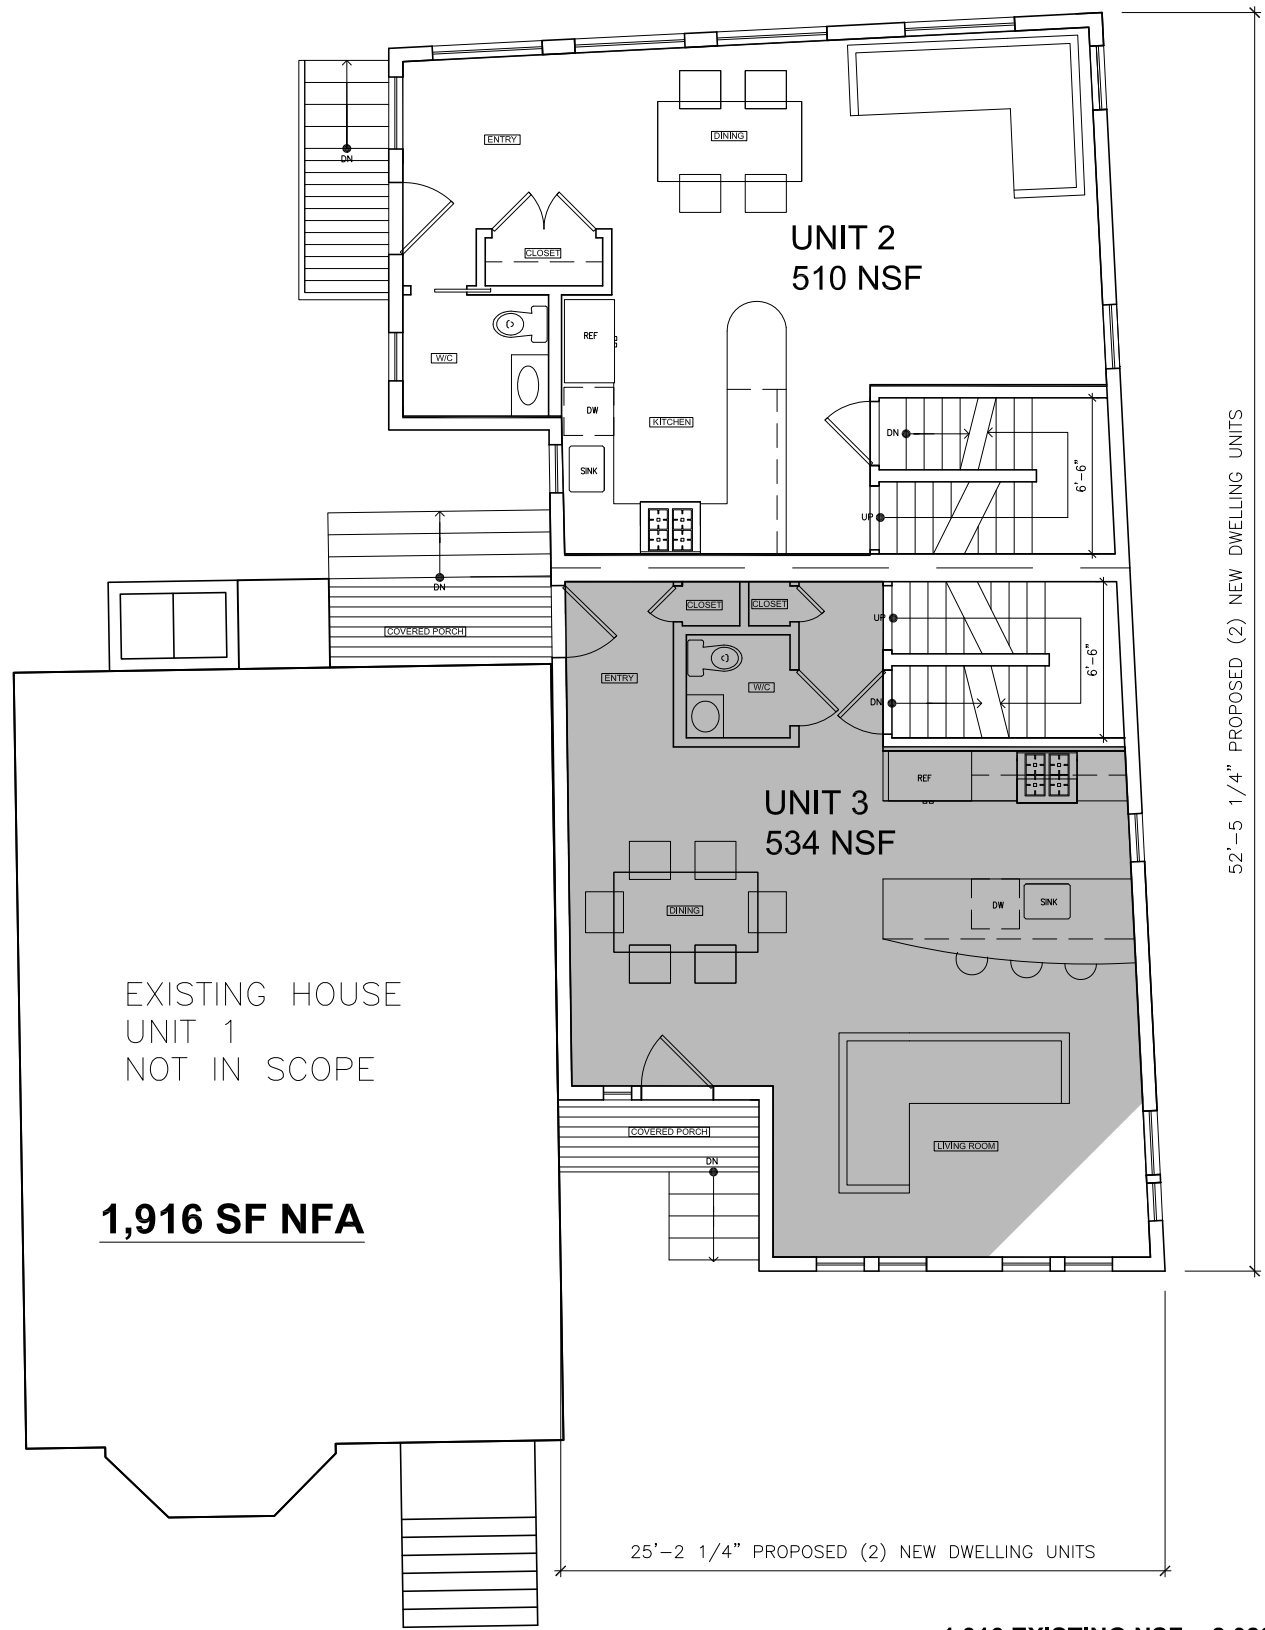 ENTRY
DINING
DN
UNIT 2
510 NSF
CLOSET
REF
W/C
DW
KITCHEN
DN
SINK
6'-6"
UP
52'-5 1/4" PROPOSED (2) NEW DWELLING UNITS
DN
COVERED PORCH
CLOSET
CLOSET
UP
ENTRY
W/C
6'-6"
DN
REF
UNIT 3
534 NSF
DINING
DW
SINK
EXISTING HOUSE
UNIT 1
NOT IN SCOPE
COVERED PORCH
LIVING ROOM
DN
1,916 SF NFA
25'-2 1/4" PROPOSED (2) NEW DWELLING UNITS